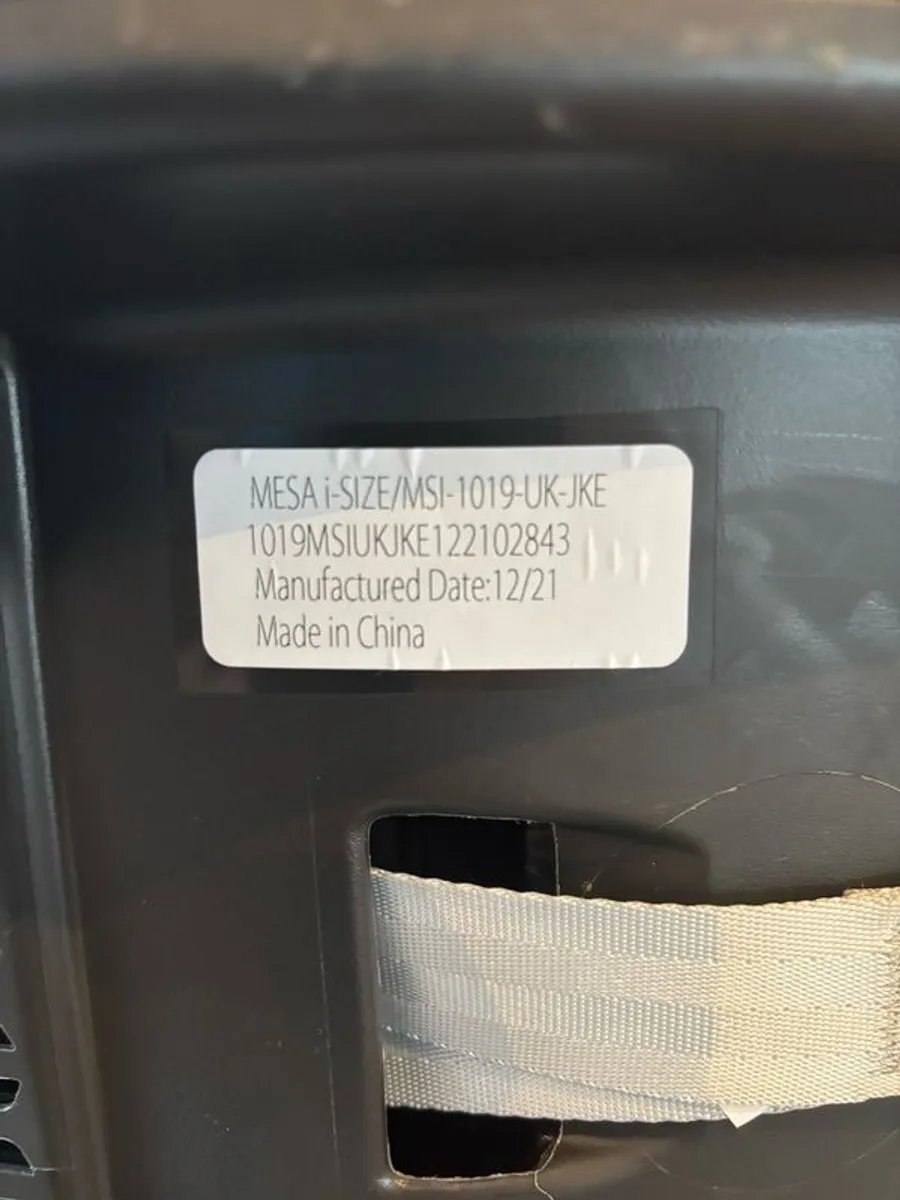 MESA i-SIZE/MSI-1019-UK-JKE
1019MSIUKJKE122102843
Manufactured Date:12/21
Made in China